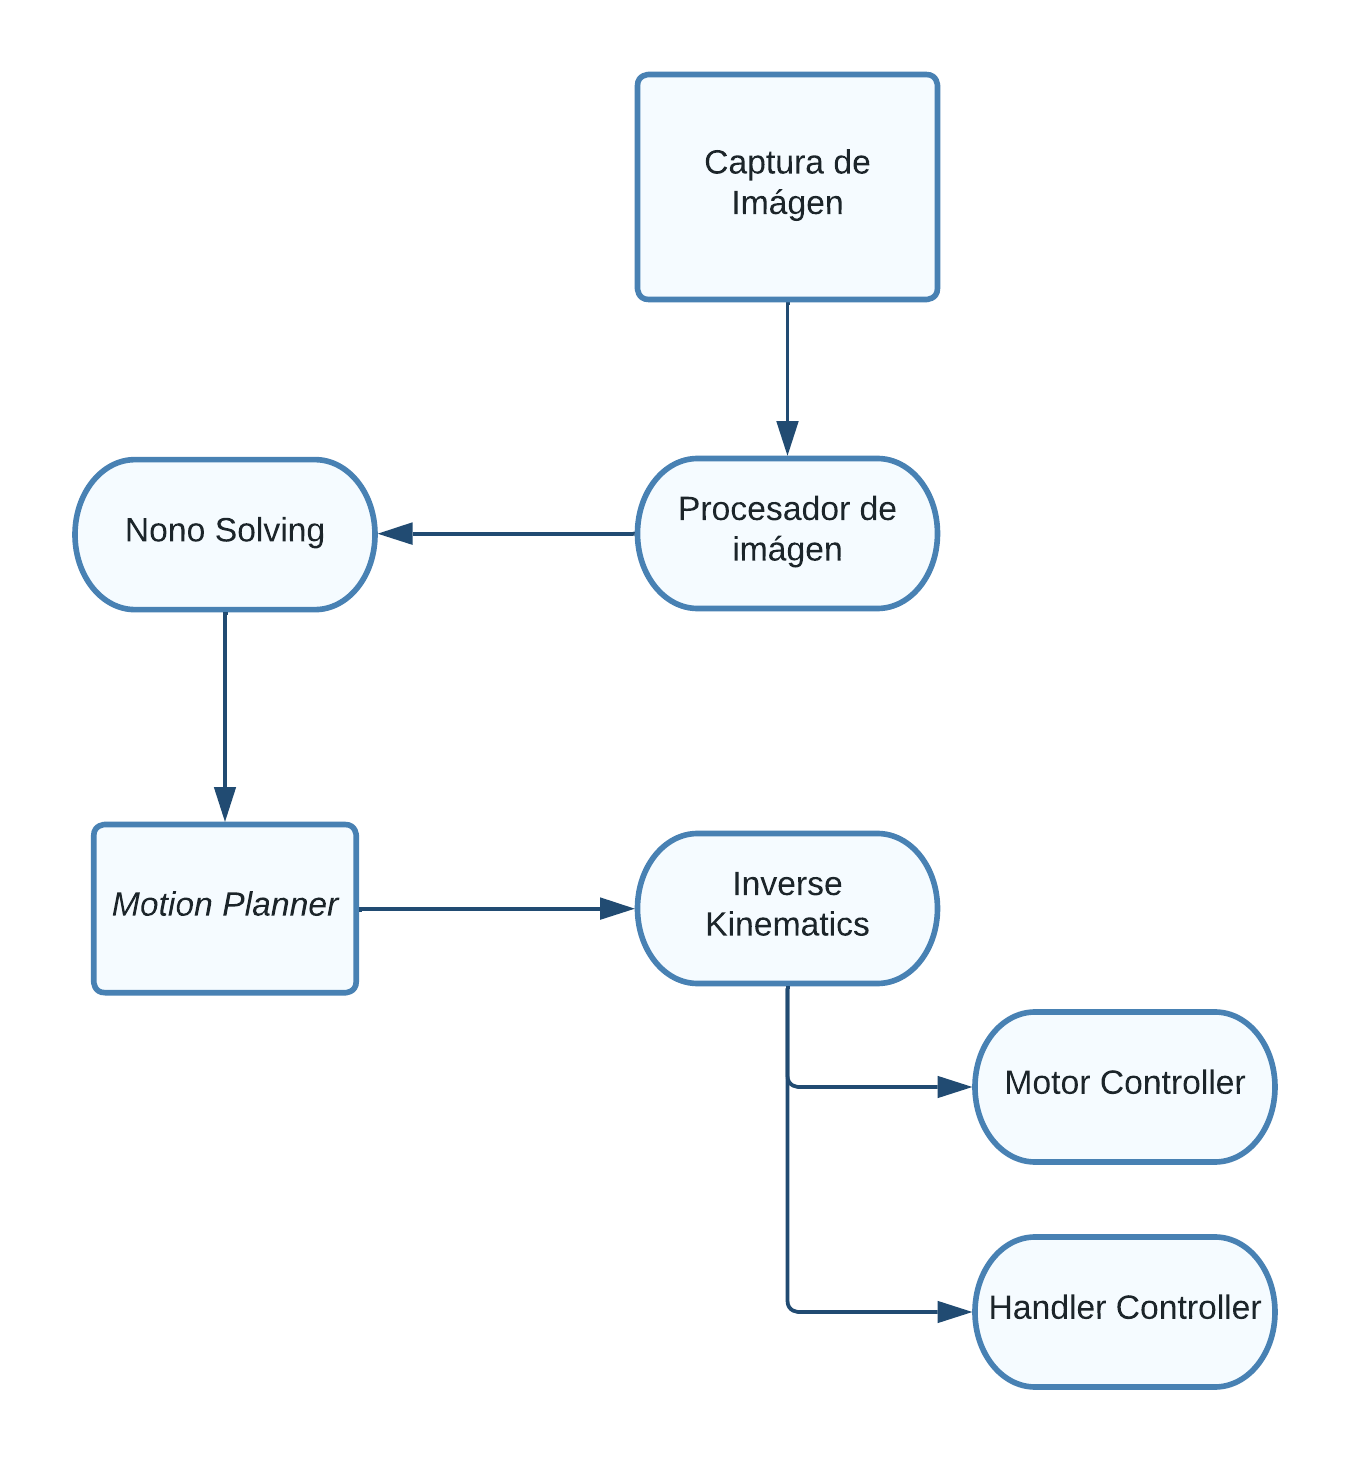 Captura de
Imágen
Procesador de
imágen
Nono Solving
Motion Planner
Inverse
Kinematics
Motor Controller
Handler Controller